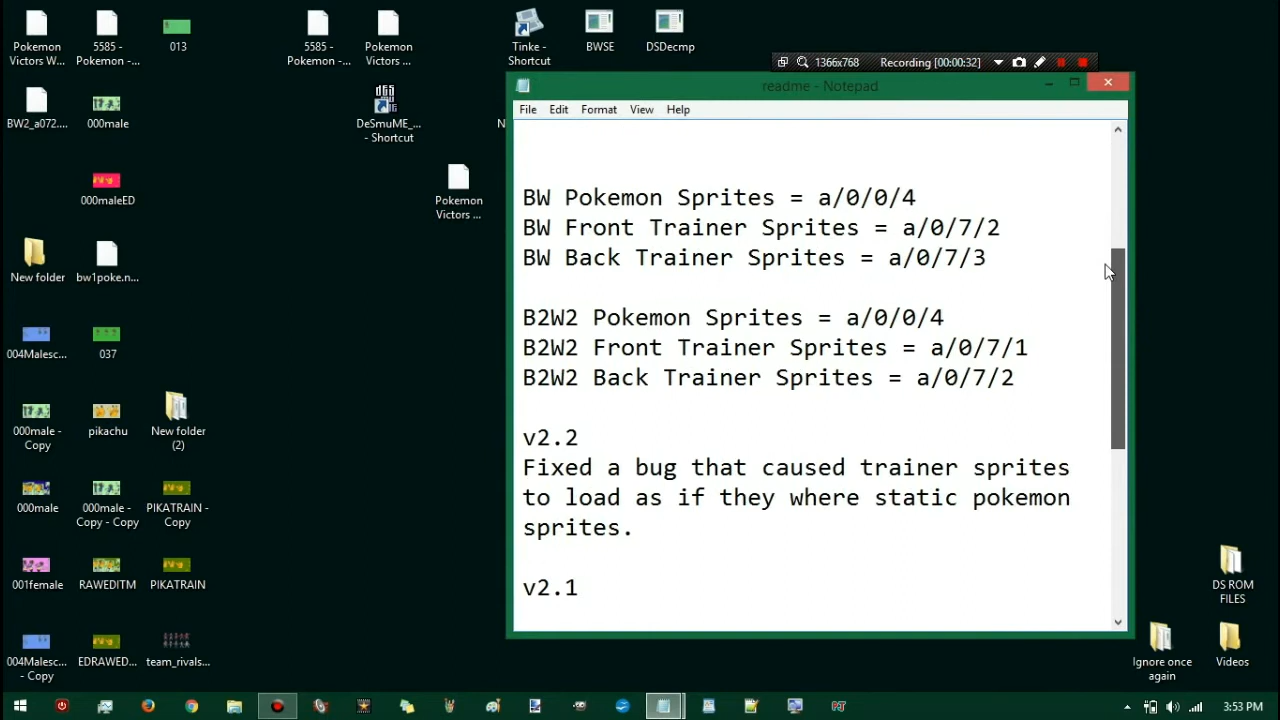 Pokemon
Victors W...
5585 -
Pokemon -...
013
5585 -
Pokemon -...
Pokemon
Victors ...
Tinke -
Shortcut
BWSE
DSDecmp
1366x768
Recording [00:00:32]
readme - Notepad
File Edit Format View Help
BW2_a072....
000male
DeSmuME_...
- Shortcut
N
000maleED
Pokemon
Victors ...
New folder
bw1poke.n...
004Malesc...
037
000male -
Copy
pikachu
New folder
(2)
000male
000male -
Copy - Copy
PIKATRAIN -
Copy
001female
RAWEDITM
PIKATRAIN
004Malesc...
- Copy
EDRAWED...
team_rivals...
BW Pokemon Sprites = a/0/0/4
BW Front Trainer Sprites = a/0/7/2
BW Back Trainer Sprites = a/0/7/3
B2W2 Pokemon Sprites = a/0/0/4
B2W2 Front Trainer Sprites = a/0/7/1
B2W2 Back Trainer Sprites = a/0/7/2
v2.2
Fixed a bug that caused trainer sprites
to load as if they where static pokemon
sprites.
v2.1
DS ROM
FILES
Ignore once
again
Videos
3:53 PM